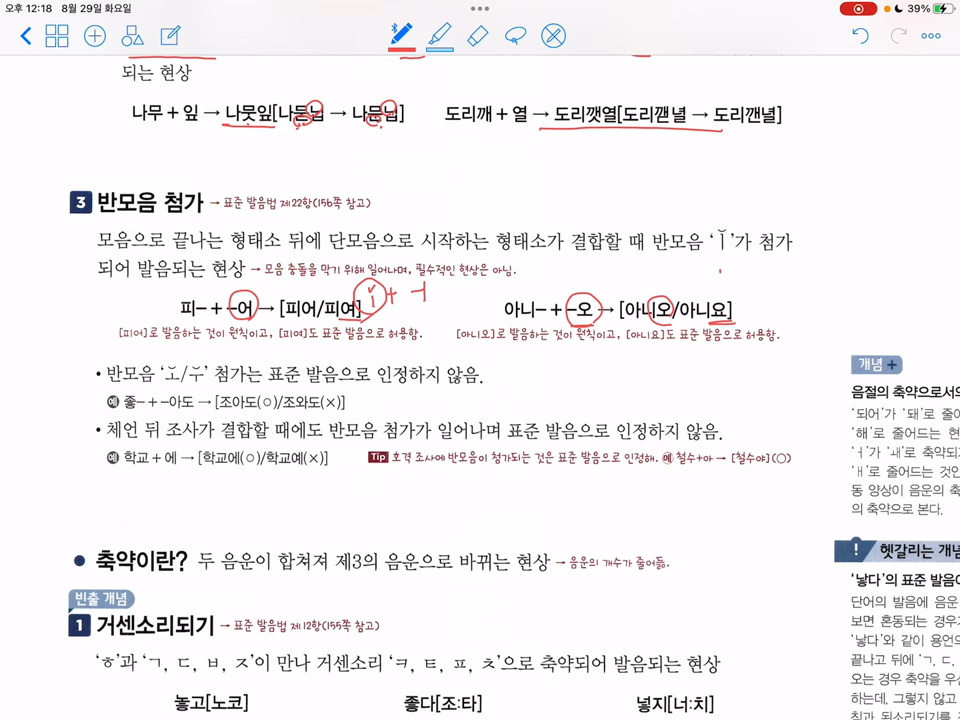 오후 12:18 8월 29일 화요일
39%
되는 현상
나무 + 잎 → 나뭇잎[나묻닙 → 나문닙]
도리깨 + 열 → 도리깻열[도리깯녈 → 도리깬녈]
3 반모음 첨가 → 표준 발음법 제22항(156쪽 참고)
모음으로 끝나는 형태소 뒤에 단모음으로 시작하는 형태소가 결합할 때 반모음 ‘ㅣ̆’가 첨가
되어 발음되는 현상 → 모음 충돌을 막기 위해 일어나며, 필수적인 현상은 아님.
피- + -어 → [피어/피여] ㅣ̆ + ㅓ
아니- + -오 → [아니오/아니요]
[피어]로 발음하는 것이 원칙이고, [피여]도 표준 발음으로 허용함.
[아니오]로 발음하는 것이 원칙이고, [아니요]도 표준 발음으로 허용함.
• 반모음 ‘ㅗ̆/ㅜ̆’ 첨가는 표준 발음으로 인정하지 않음.
예 좋- + -아도 → [조아도(○)/조와도(×)]
• 체언 뒤 조사가 결합할 때에도 반모음 첨가가 일어나며 표준 발음으로 인정하지 않음.
예 학교 + 에 → [학교에(○)/학교예(×)]
Tip 호격 조사에 반모음이 첨가되는 것은 표준 발음으로 인정해. 예 철수+아 → [철수야](○)
● 축약이란? 두 음운이 합쳐져 제3의 음운으로 바뀌는 현상 → 음운의 개수가 줄어듦.
빈출 개념
1 거센소리되기 → 표준 발음법 제12항(155쪽 참고)
‘ㅎ’과 ‘ㄱ, ㄷ, ㅂ, ㅈ’이 만나 거센소리 ‘ㅋ, ㅌ, ㅍ, ㅊ’으로 축약되어 발음되는 현상
놓고[노코]
좋다[조:타]
넣지[너:치]
개념 +
음절의 축약으로서의
‘되어’가 ‘돼’로 줄어
‘해’로 줄어드는 현
‘ㅓ’가 ‘ㅙ’로 축약되
‘ㅐ’로 줄어드는 것인
동 양상이 음운의 축
의 축약으로 본다.
! 헷갈리는 개념
‘낳다’의 표준 발음
단어의 발음에 음운
보면 혼동되는 경우
‘낳다’와 같이 용언의
끝나고 뒤에 ‘ㄱ, ㄷ,
오는 경우 축약을 우선
하는데, 그렇지 않고
칙과 된소리되기를